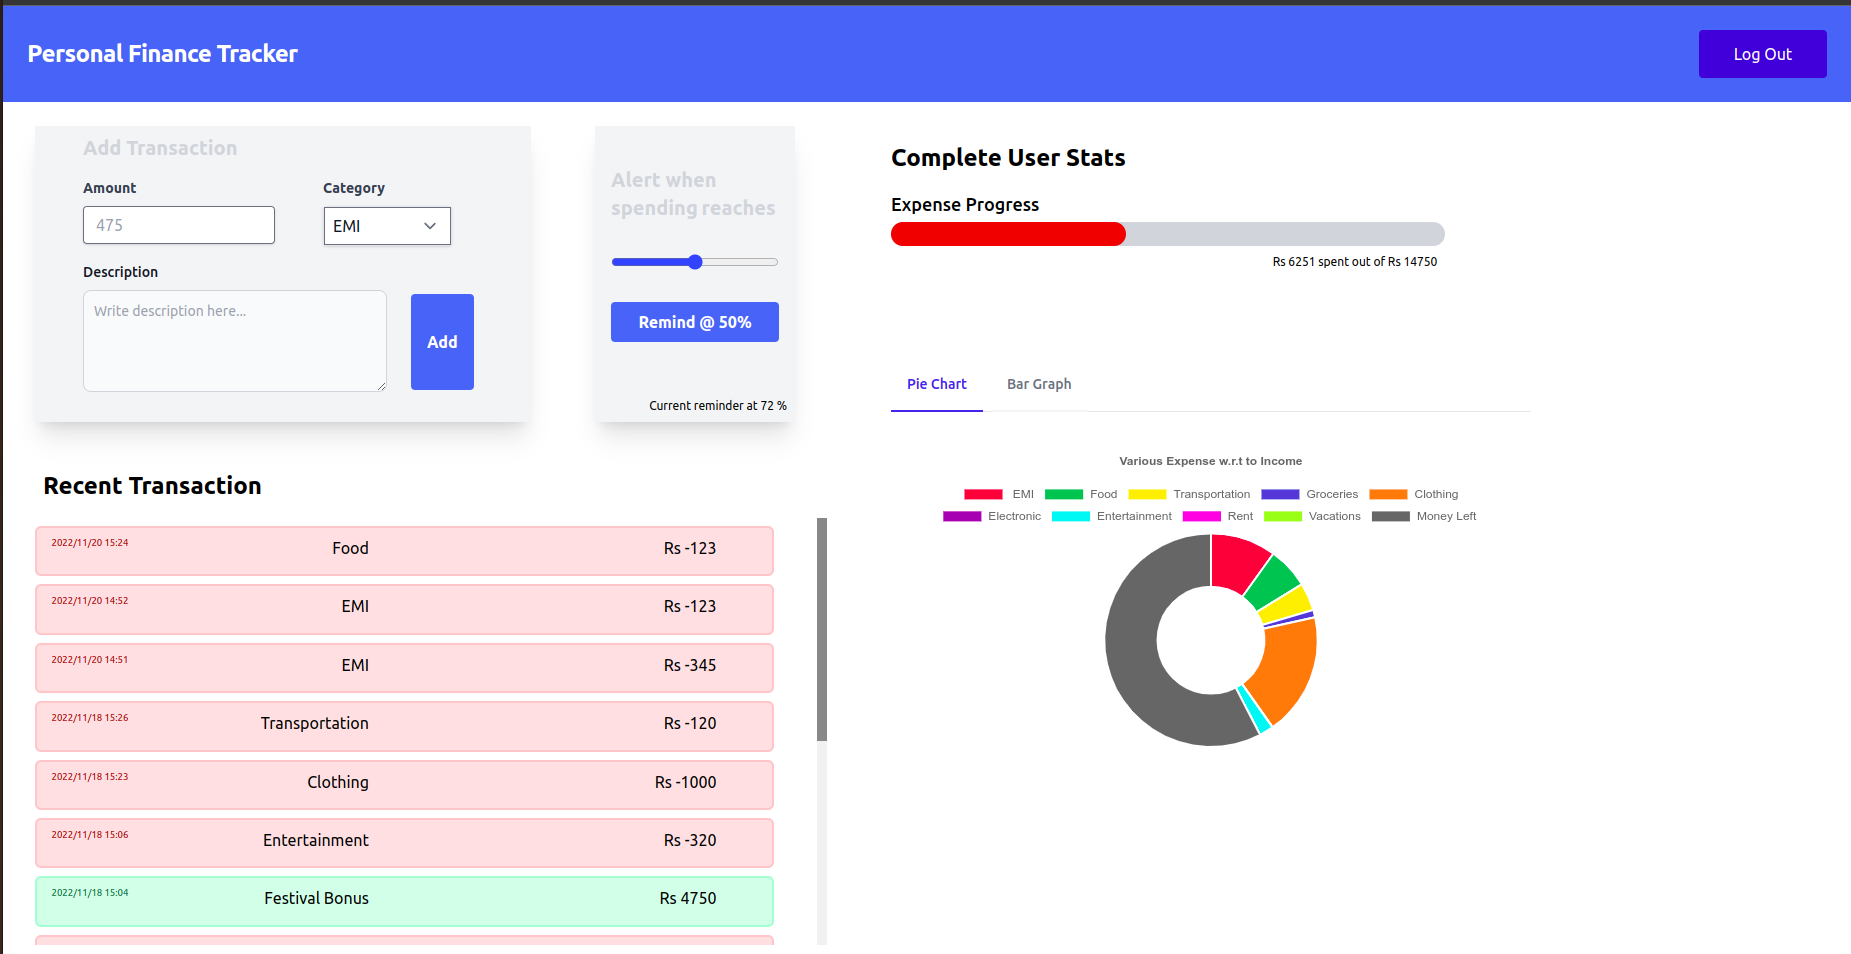 Personal Finance Tracker
Log Out
Add Transaction
Amount
Category
475
EMI
Description
Write description here...
Add
Alert when
spending reaches
Remind @ 50%
Current reminder at 72 %
Complete User Stats
Expense Progress
Rs 6251 spent out of Rs 14750
Pie Chart
Bar Graph
Various Expense w.r.t to Income
EMI Food Transportation Groceries Clothing
Electronic Entertainment Rent Vacations Money Left
Recent Transaction
2022/11/20 15:24 Food Rs -123
2022/11/20 14:52 EMI Rs -123
2022/11/20 14:51 EMI Rs -345
2022/11/18 15:26 Transportation Rs -120
2022/11/18 15:23 Clothing Rs -1000
2022/11/18 15:06 Entertainment Rs -320
2022/11/18 15:04 Festival Bonus Rs 4750